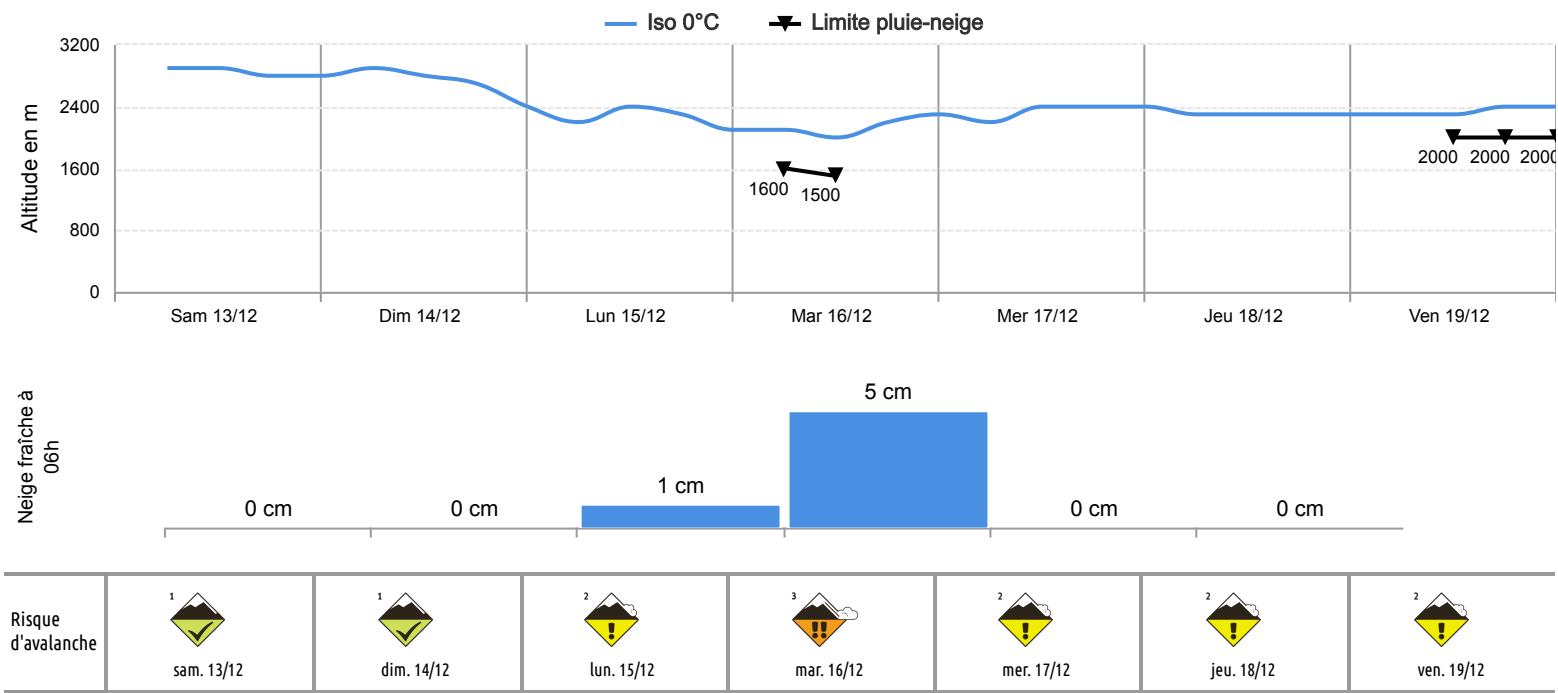 Iso 0°C Limite pluie-neige
Altitude en m
3200
2400
1600
800
0
1600 1500
2000 2000 2000
Sam 13/12 Dim 14/12 Lun 15/12 Mar 16/12 Mer 17/12 Jeu 18/12 Ven 19/12
Neige fraîche à
06h
0 cm 0 cm 1 cm 5 cm 0 cm 0 cm
Risque
d'avalanche
1 1 2 3 2 2 2
sam. 13/12 dim. 14/12 lun. 15/12 mar. 16/12 mer. 17/12 jeu. 18/12 ven. 19/12